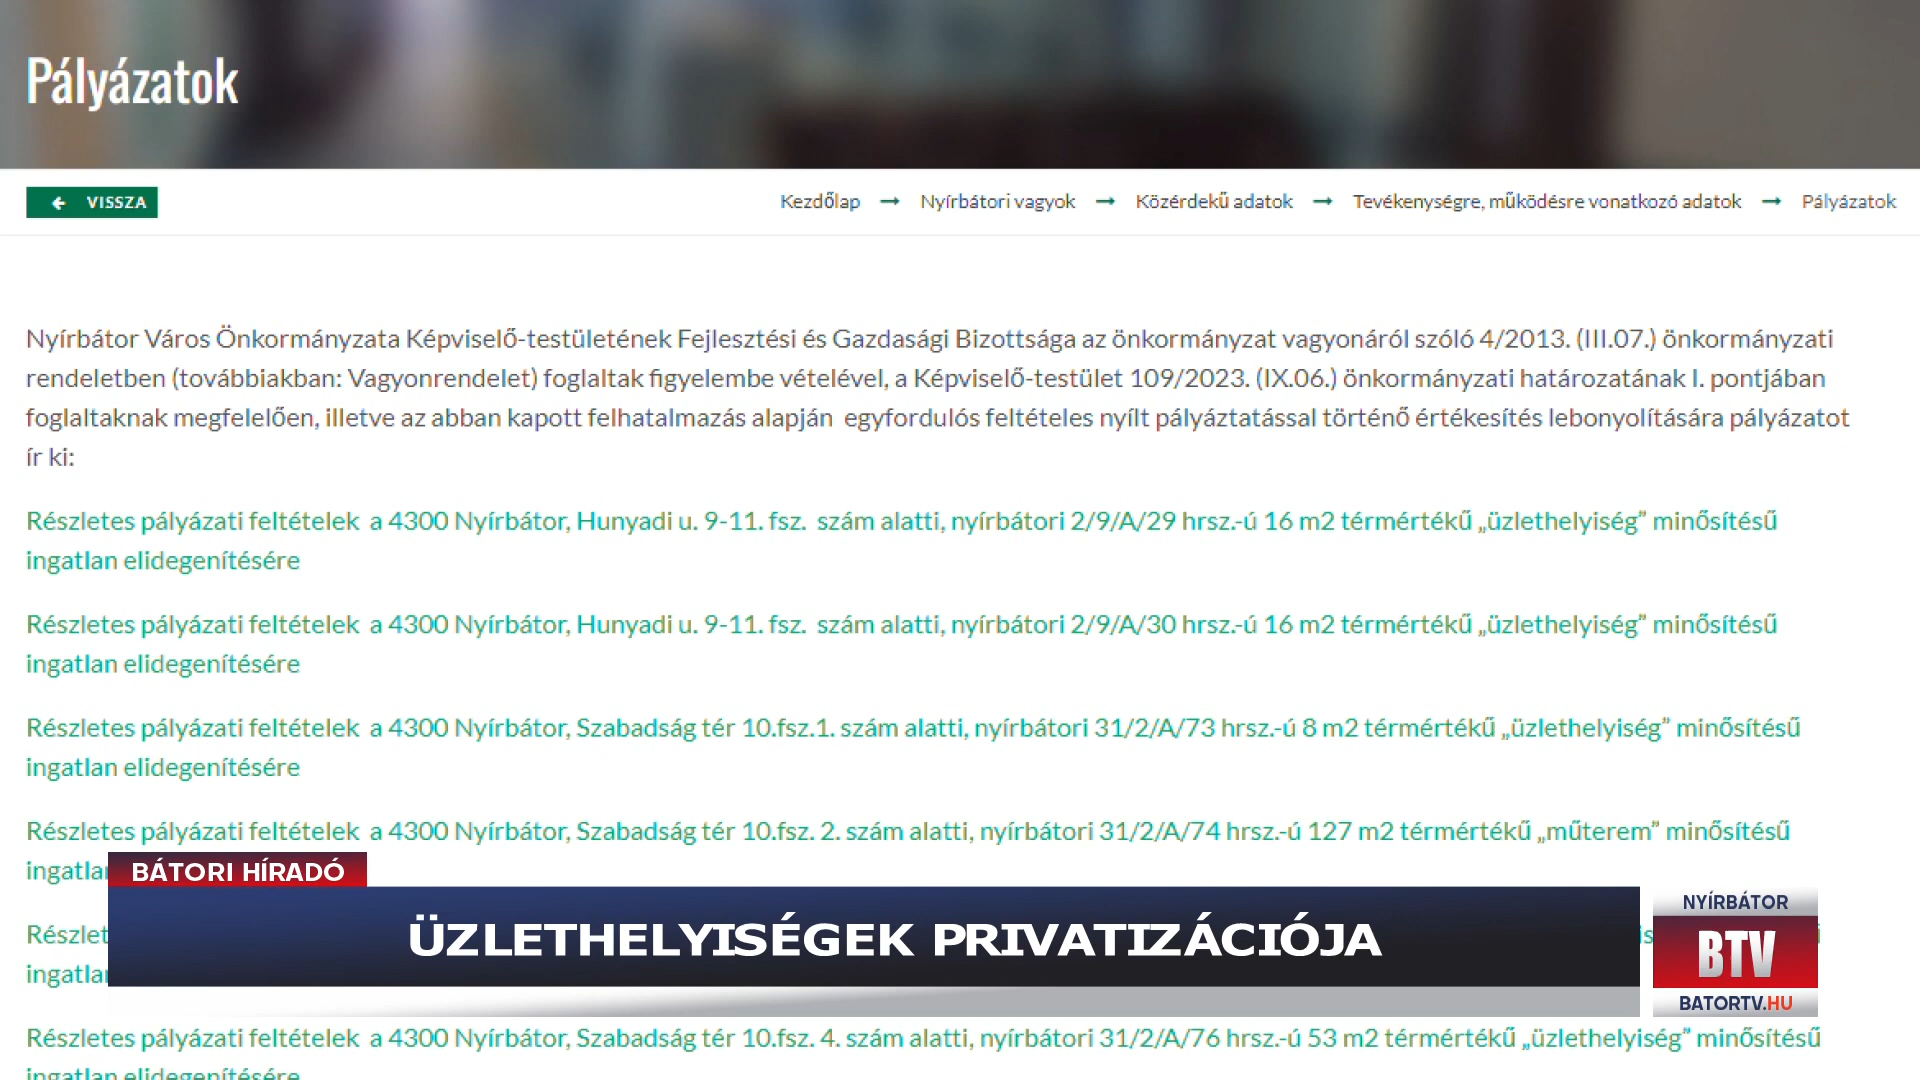 Pályázatok
VISSZA
Kezdőlap → Nyírbátori vagyok → Közérdekű adatok → Tevékenységre, működésre vonatkozó adatok → Pályázatok
Nyírbátor Város Önkormányzata Képviselő-testületének Fejlesztési és Gazdasági Bizottsága az önkormányzat vagyonáról szóló 4/2013. (III.07.) önkormányzati
rendeletben (továbbiakban: Vagyonrendelet) foglaltak figyelembe vételével, a Képviselő-testület 109/2023. (IX.06.) önkormányzati határozatának I. pontjában
foglaltaknak megfelelően, illetve az abban kapott felhatalmazás alapján egyfordulós feltételes nyílt pályáztatással történő értékesítés lebonyolítására pályázatot
ír ki:
Részletes pályázati feltételek a 4300 Nyírbátor, Hunyadi u. 9-11. fsz. szám alatti, nyírbátori 2/9/A/29 hrsz.-ú 16 m2 térmértékű „üzlethelyiség” minősítésű
ingatlan elidegenítésére
Részletes pályázati feltételek a 4300 Nyírbátor, Hunyadi u. 9-11. fsz. szám alatti, nyírbátori 2/9/A/30 hrsz.-ú 16 m2 térmértékű „üzlethelyiség” minősítésű
ingatlan elidegenítésére
Részletes pályázati feltételek a 4300 Nyírbátor, Szabadság tér 10.fsz.1. szám alatti, nyírbátori 31/2/A/73 hrsz.-ú 8 m2 térmértékű „üzlethelyiség” minősítésű
ingatlan elidegenítésére
Részletes pályázati feltételek a 4300 Nyírbátor, Szabadság tér 10.fsz. 2. szám alatti, nyírbátori 31/2/A/74 hrsz.-ú 127 m2 térmértékű „műterem” minősítésű
BÁTORI HÍRADÓ
ÜZLETHELYISÉGEK PRIVATIZÁCIÓJA
NYÍRBÁTOR
BTV
BATORTV.HU
Részletes pályázati feltételek a 4300 Nyírbátor, Szabadság tér 10.fsz. 4. szám alatti, nyírbátori 31/2/A/76 hrsz.-ú 53 m2 térmértékű „üzlethelyiség” minősítésű
ingatlan elidegenítésére